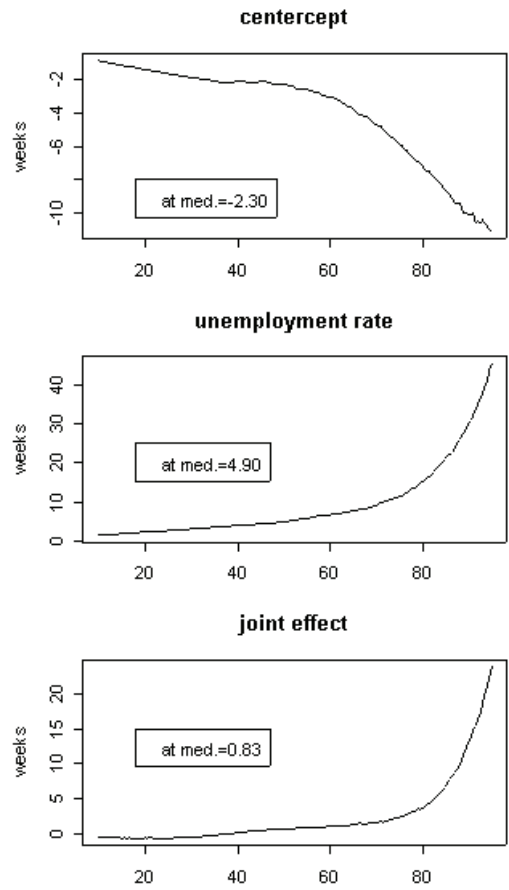 centercept
-2
-4
-6
-10
weeks
at med.=-2.30
20 40 60 80
unemployment rate
40
30
20
10
0
weeks
at med.=4.90
20 40 60 80
joint effect
20
15
10
5
0
weeks
at med.=0.83
20 40 60 80